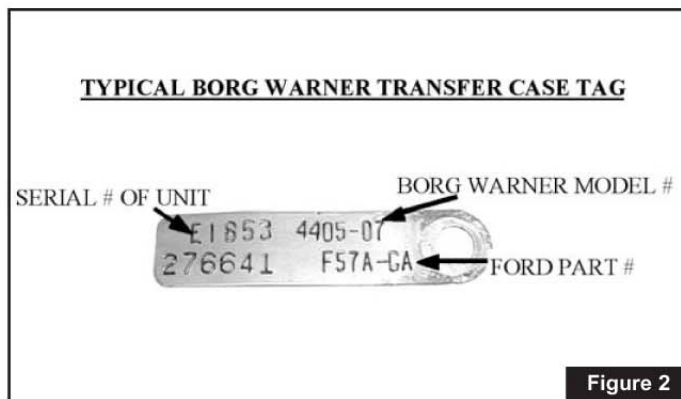 TYPICAL BORG WARNER TRANSFER CASE TAG
SERIAL # OF UNIT
BORG WARNER MODEL #
E1853 4405-07
276641 F57A-GA
FORD PART #
Figure 2